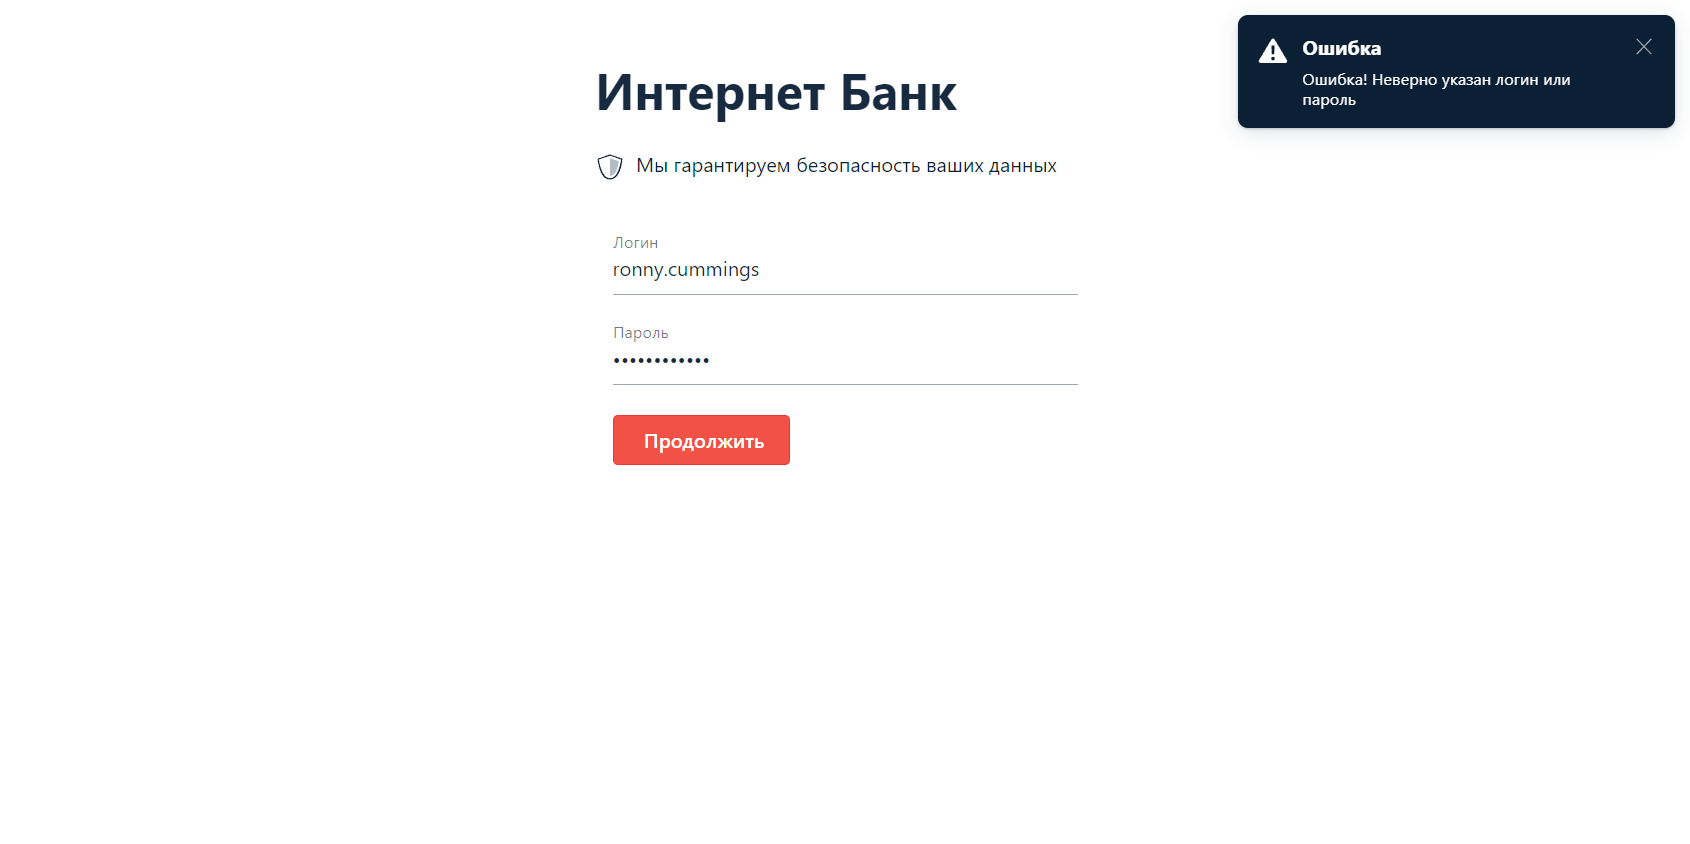 Интернет Банк
Мы гарантируем безопасность ваших данных
Логин
ronny.cummings
Пароль
••••••••••••
Продолжить
Ошибка
Ошибка! Неверно указан логин или
пароль